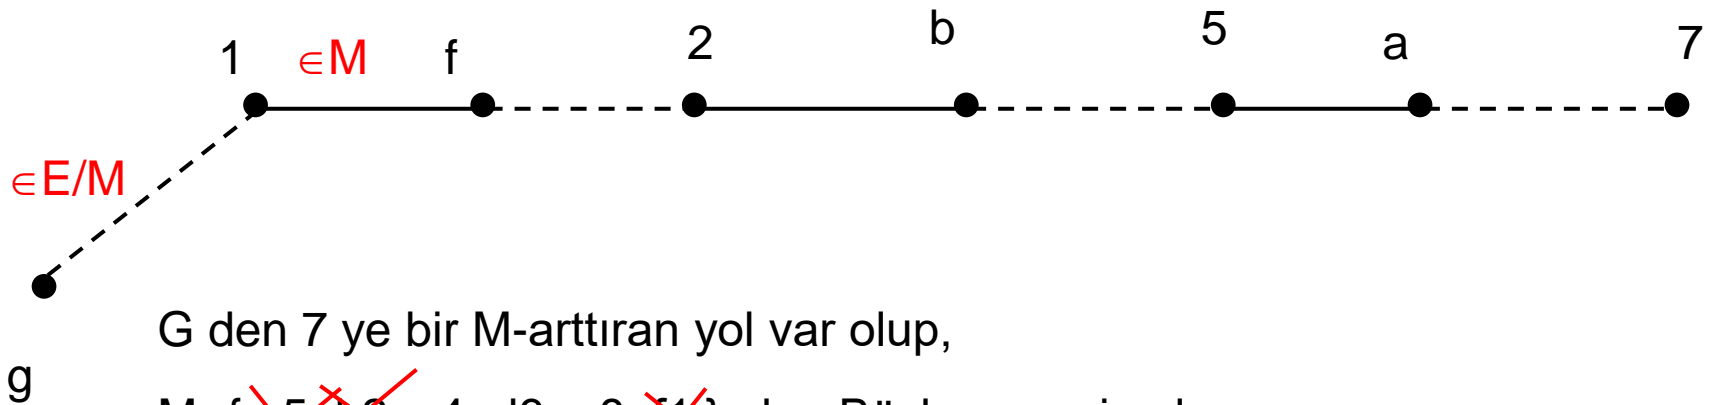 1 ∈M f 2 b 5 a 7
∈E/M
G den 7 ye bir M-arttıran yol var olup,
g